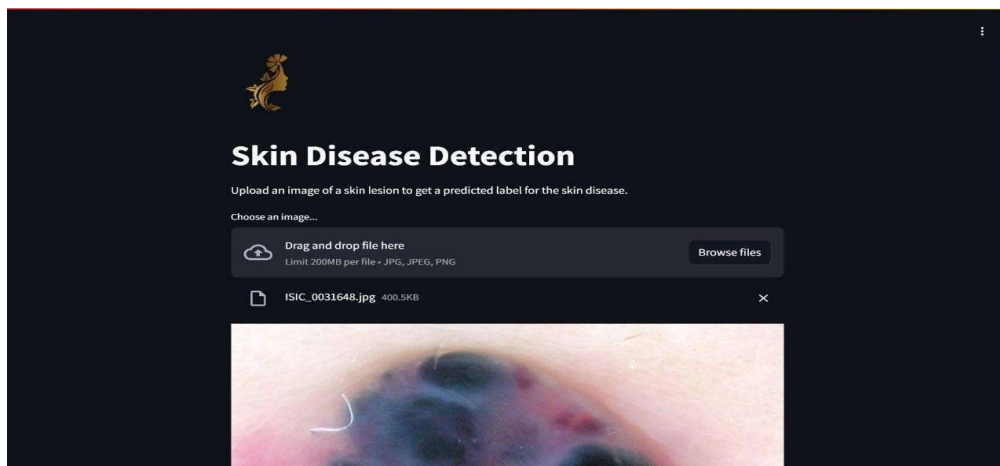 Skin Disease Detection
Upload an image of a skin lesion to get a predicted label for the skin disease.
Choose an image...
Drag and drop file here
Limit 200MB per file • JPG, JPEG, PNG
Browse files
ISIC_0031648.jpg 400.5KB